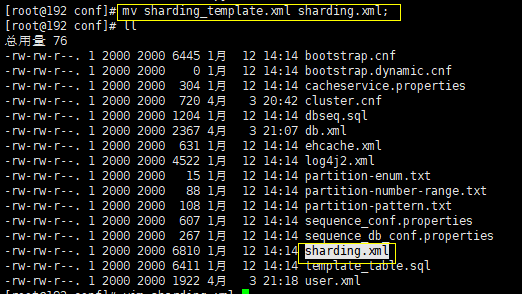 [root@192 conf]# mv sharding_template.xml sharding.xml;
[root@192 conf]# ll
总用量 76
-rw-rw-r--. 1 2000 2000 6445 1月 12 14:14 bootstrap.cnf
-rw-rw-r--. 1 2000 2000 0 1月 12 14:14 bootstrap.dynamic.cnf
-rw-rw-r--. 1 2000 2000 304 1月 12 14:14 cacheservice.properties
-rw-rw-r--. 1 2000 2000 720 4月 3 20:42 cluster.cnf
-rw-rw-r--. 1 2000 2000 1204 1月 12 14:14 dbseq.sql
-rw-rw-r--. 1 2000 2000 2367 4月 3 21:07 db.xml
-rw-rw-r--. 1 2000 2000 631 1月 12 14:14 ehcache.xml
-rw-rw-r--. 1 2000 2000 4522 1月 12 14:14 log4j2.xml
-rw-rw-r--. 1 2000 2000 15 1月 12 14:14 partition-enum.txt
-rw-rw-r--. 1 2000 2000 88 1月 12 14:14 partition-number-range.txt
-rw-rw-r--. 1 2000 2000 108 1月 12 14:14 partition-pattern.txt
-rw-rw-r--. 1 2000 2000 607 1月 12 14:14 sequence_conf.properties
-rw-rw-r--. 1 2000 2000 267 1月 12 14:14 sequence_db_conf.properties
-rw-rw-r--. 1 2000 2000 6810 1月 12 14:14 sharding.xml
-rw-rw-r--. 1 2000 2000 6411 1月 12 14:14 template_table.sql
-rw-rw-r--. 1 2000 2000 1922 4月 3 21:18 user.xml
[root@192 conf]# vim sharding.xml